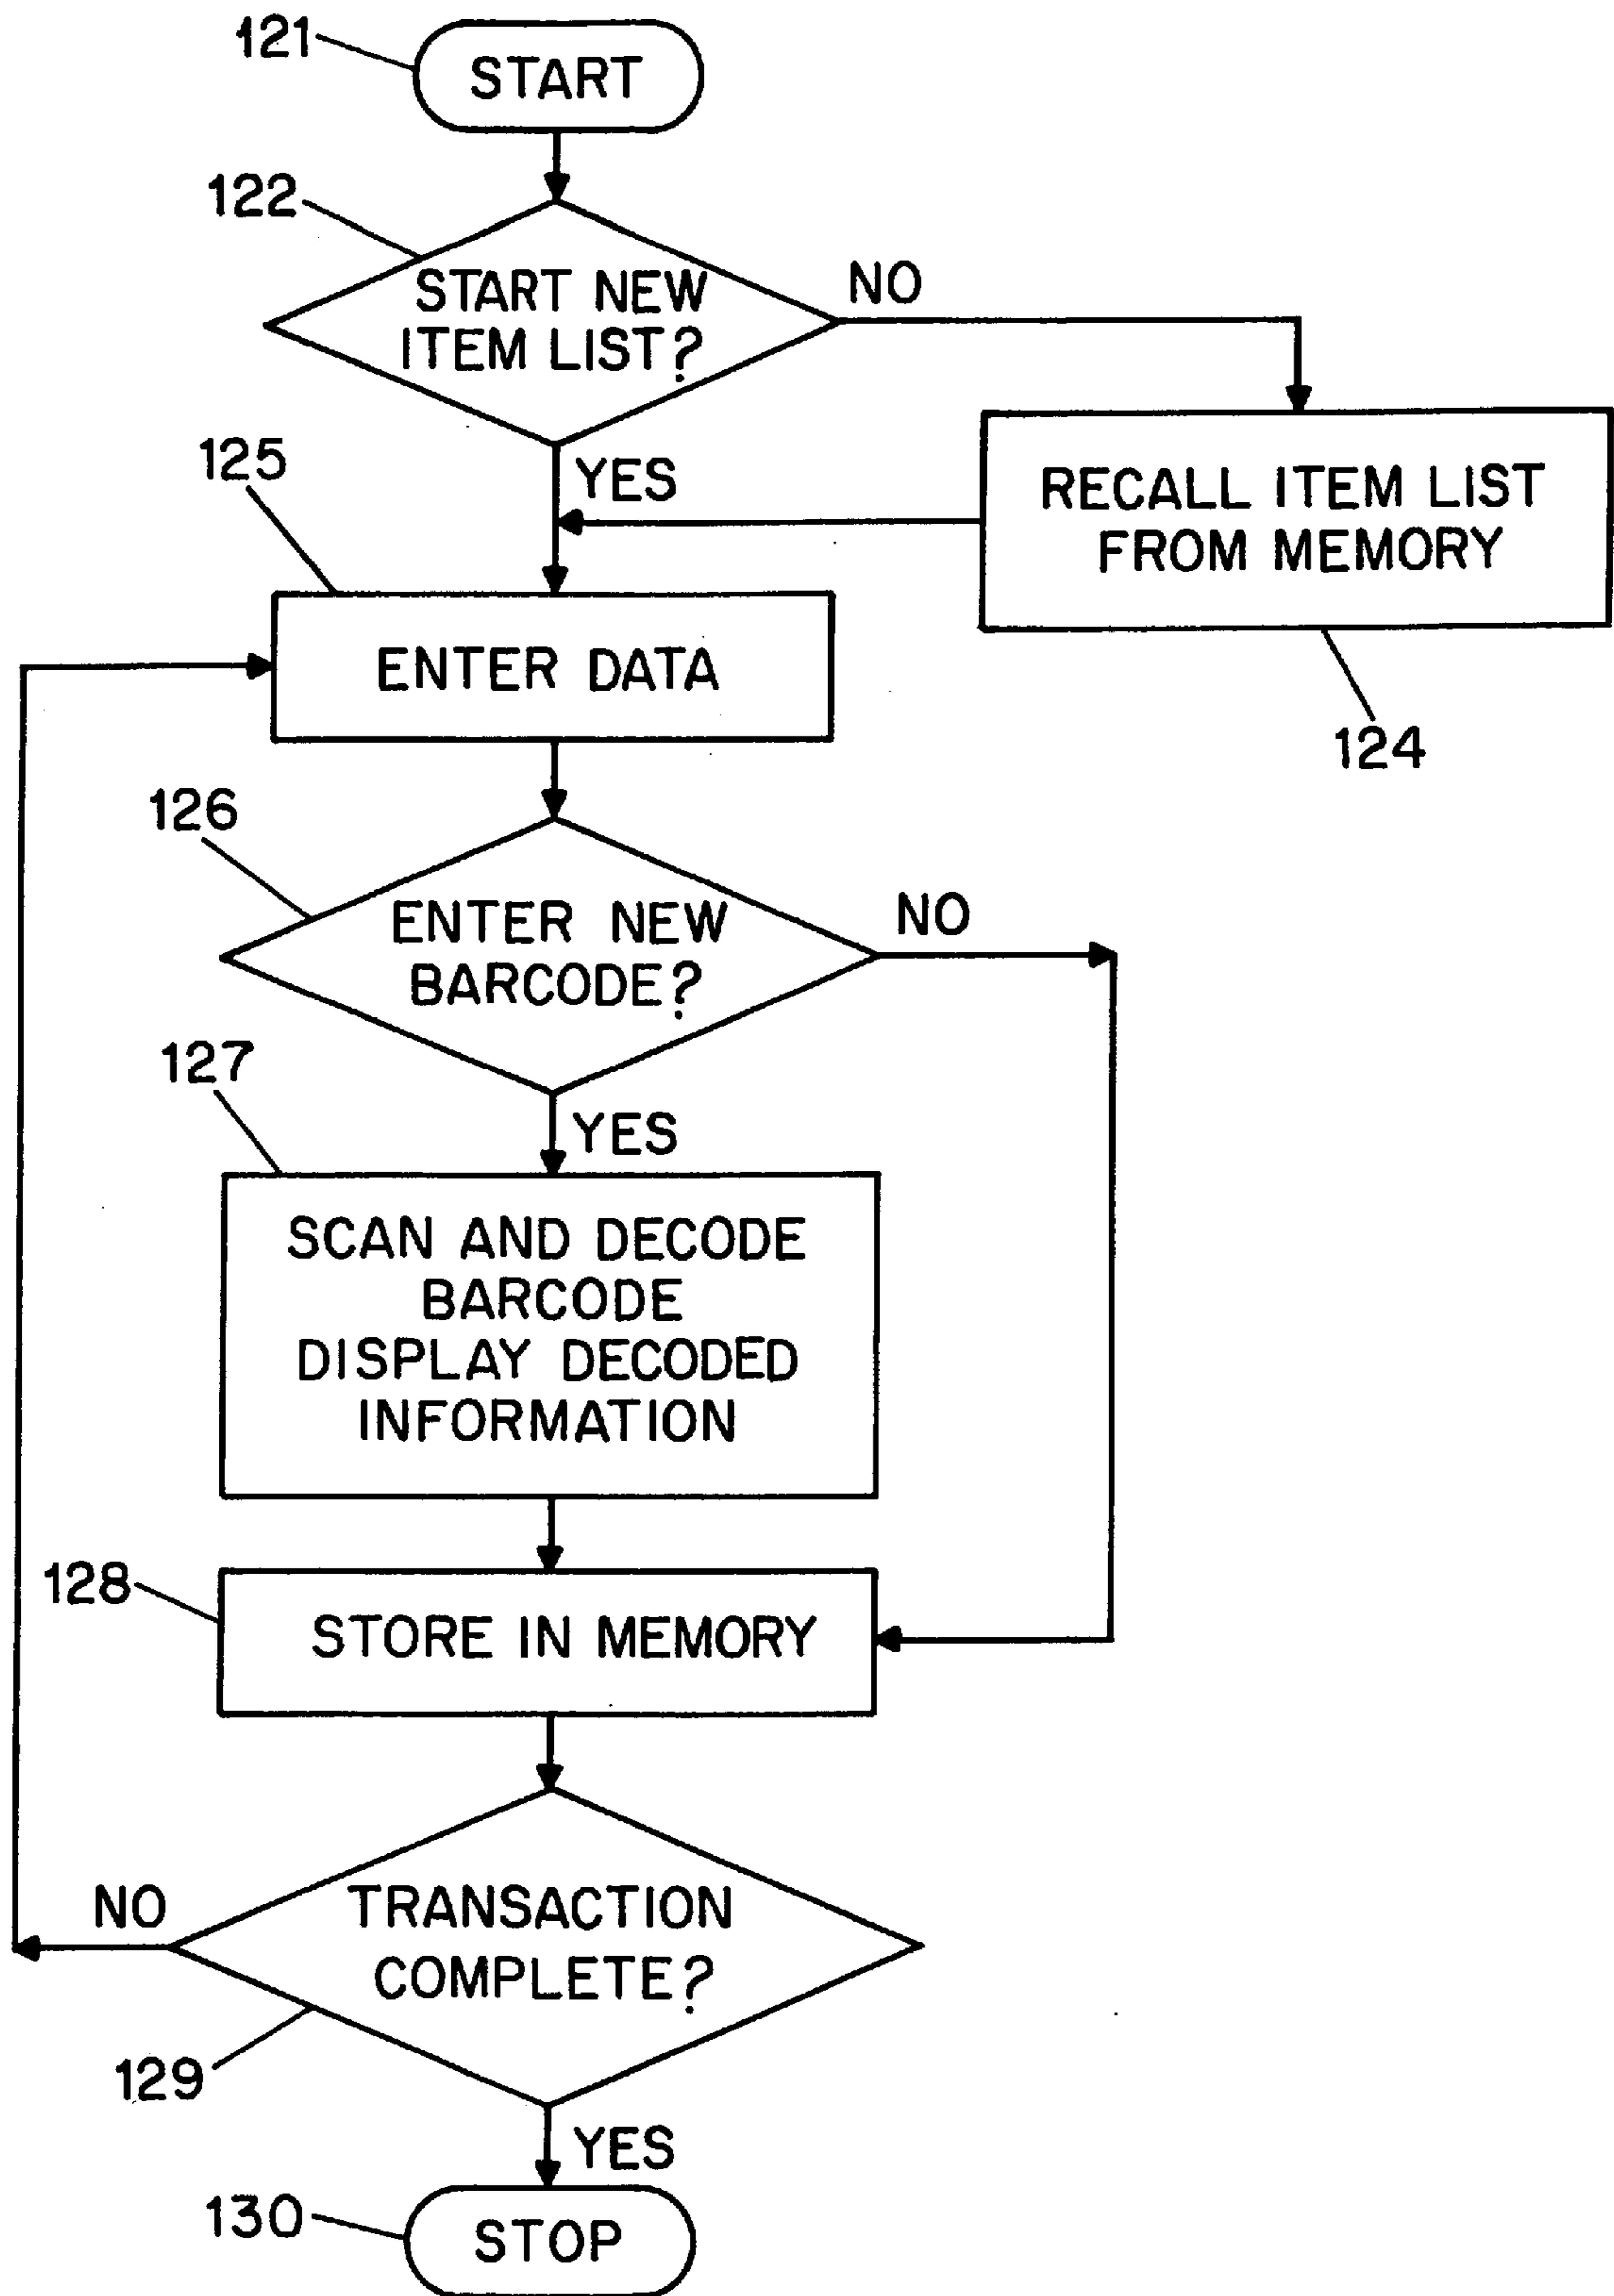 121
START
122
START NEW
ITEM LIST?
NO
YES
RECALL ITEM LIST
FROM MEMORY
124
125
ENTER DATA
126
ENTER NEW
BARCODE?
NO
YES
127
SCAN AND DECODE
BARCODE
DISPLAY DECODED
INFORMATION
128
STORE IN MEMORY
NO
TRANSACTION
COMPLETE?
129
YES
130
STOP